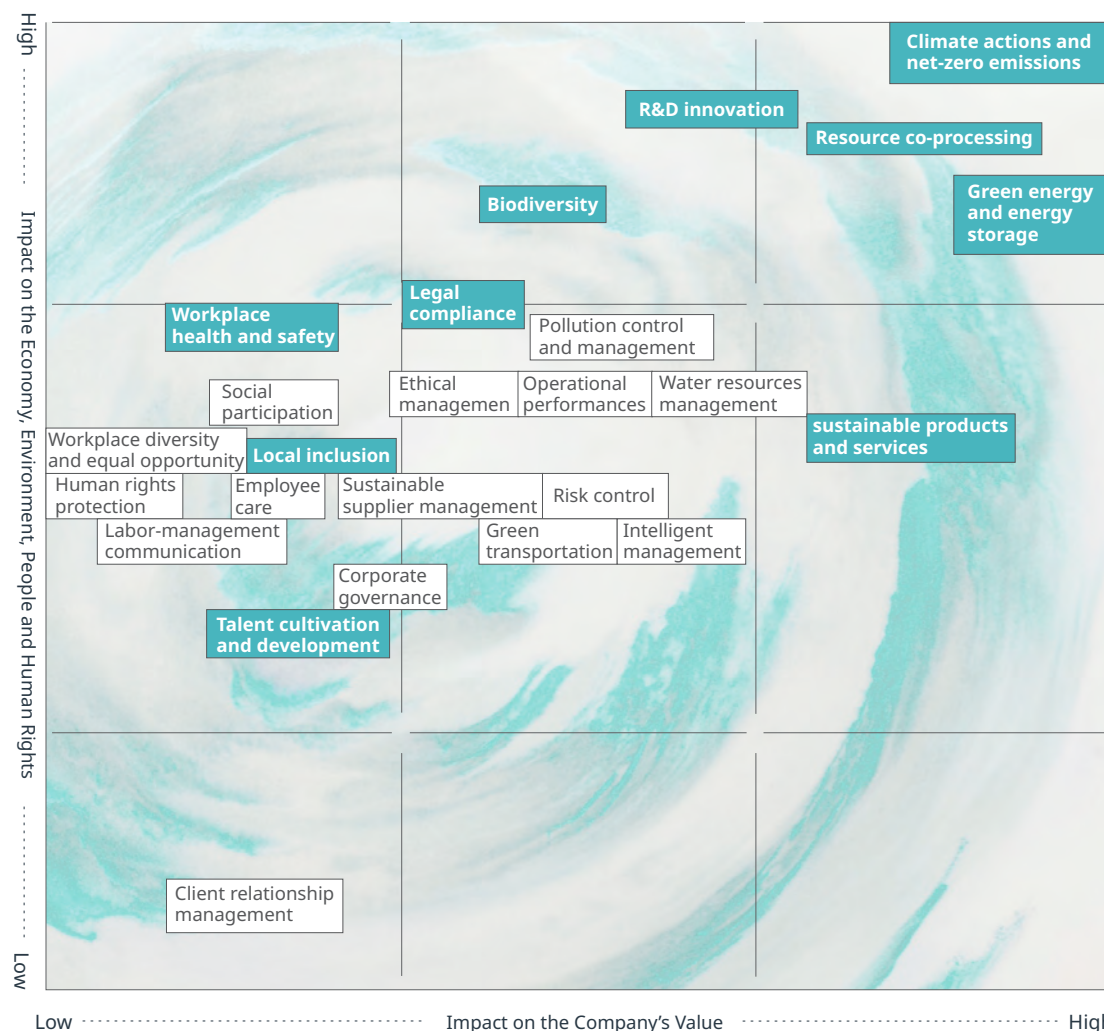 High
Climate actions and
net-zero emissions
R&D innovation
Resource co-processing
Green energy
and energy
storage
Biodiversity
Legal
compliance
Workplace
health and safety
Pollution control
and management
Ethical
managemen
Operational
performances
Water resources
management
Social
participation
sustainable products
and services
Workplace diversity
and equal opportunity
Local inclusion
Human rights
protection
Employee
care
Sustainable
supplier management
Risk control
Labor-management
communication
Green
transportation
Intelligent
management
Corporate
governance
Talent cultivation
and development
Client relationship
management
Impact on the Economy, Environment, People and Human Rights
Low
Low
Impact on the Company’s Value
High